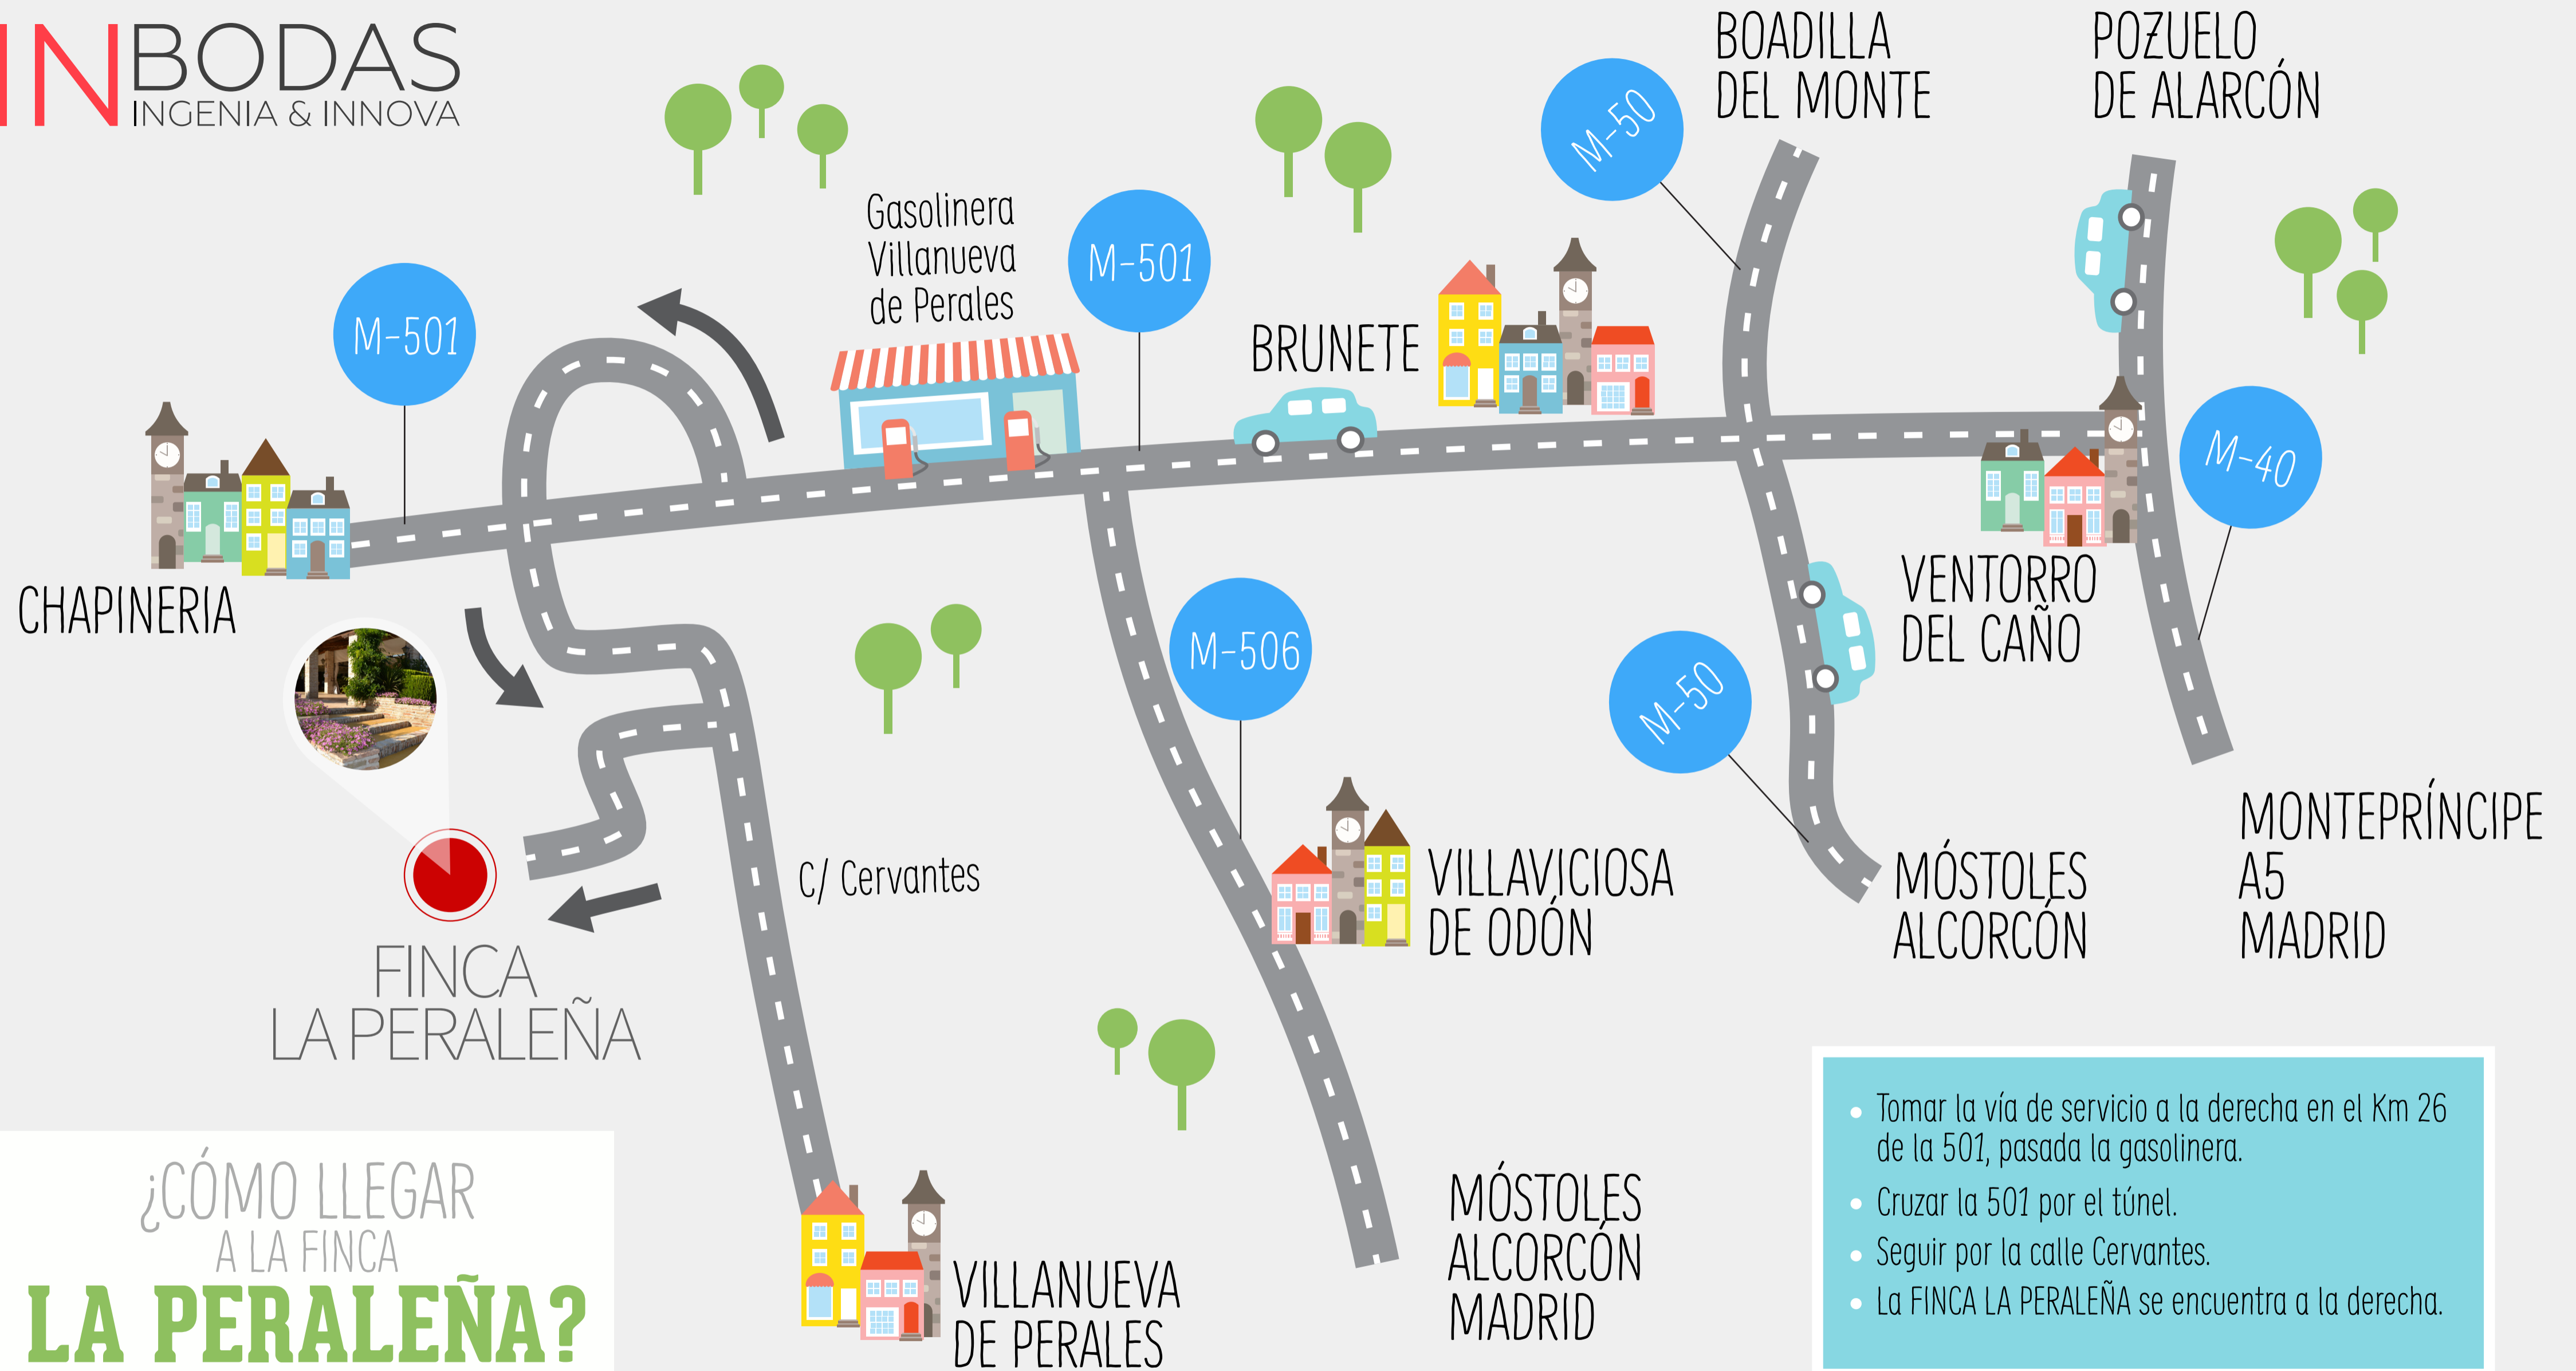 INBODAS
INGENIA & INNOVA
BOADILLA
DEL MONTE
POZUELO
DE ALARCÓN
M-50
Gasolinera
Villanueva
de Perales
M-501
M-501
BRUNETE
M-40
CHAPINERIA
VENTORRO
DEL CAÑO
M-506
M-50
MONTEPRÍNCIPE
A5
MADRID
C/ Cervantes
VILLAVICIOSA
DE ODÓN
MÓSTOLES
ALCORCÓN
FINCA
LA PERALEÑA
MÓSTOLES
ALCORCÓN
MADRID
VILLANUEVA
DE PERALES
¿CÓMO LLEGAR
A LA FINCA
LA PERALEÑA?
• Tomar la vía de servicio a la derecha en el Km 26
de la 501, pasada la gasolinera.
• Cruzar la 501 por el túnel.
• Seguir por la calle Cervantes.
• La FINCA LA PERALEÑA se encuentra a la derecha.